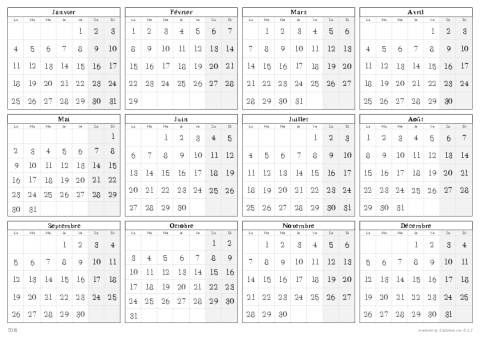 Janvier
Lu Ma Me Je Ve Sa Di
1 2 3
4 5 6 7 8 9 10
11 12 13 14 15 16 17
18 19 20 21 22 23 24
25 26 27 28 29 30 31
Février
Lu Ma Me Je Ve Sa Di
1 2 3 4 5 6 7
8 9 10 11 12 13 14
15 16 17 18 19 20 21
22 23 24 25 26 27 28
29
Mars
Lu Ma Me Je Ve Sa Di
1 2 3 4 5 6
7 8 9 10 11 12 13
14 15 16 17 18 19 20
21 22 23 24 25 26 27
28 29 30 31
Avril
Lu Ma Me Je Ve Sa Di
1 2 3
4 5 6 7 8 9 10
11 12 13 14 15 16 17
18 19 20 21 22 23 24
25 26 27 28 29 30
Mai
Lu Ma Me Je Ve Sa Di
1
2 3 4 5 6 7 8
9 10 11 12 13 14 15
16 17 18 19 20 21 22
23 24 25 26 27 28 29
30 31
Juin
Lu Ma Me Je Ve Sa Di
1 2 3 4 5
6 7 8 9 10 11 12
13 14 15 16 17 18 19
20 21 22 23 24 25 26
27 28 29 30
Juillet
Lu Ma Me Je Ve Sa Di
1 2 3
4 5 6 7 8 9 10
11 12 13 14 15 16 17
18 19 20 21 22 23 24
25 26 27 28 29 30 31
Août
Lu Ma Me Je Ve Sa Di
1 2 3 4 5 6 7
8 9 10 11 12 13 14
15 16 17 18 19 20 21
22 23 24 25 26 27 28
29 30 31
Septembre
Lu Ma Me Je Ve Sa Di
1 2 3 4
5 6 7 8 9 10 11
12 13 14 15 16 17 18
19 20 21 22 23 24 25
26 27 28 29 30
Octobre
Lu Ma Me Je Ve Sa Di
1 2
3 4 5 6 7 8 9
10 11 12 13 14 15 16
17 18 19 20 21 22 23
24 25 26 27 28 29 30
31
Novembre
Lu Ma Me Je Ve Sa Di
1 2 3 4 5 6
7 8 9 10 11 12 13
14 15 16 17 18 19 20
21 22 23 24 25 26 27
28 29 30
Décembre
Lu Ma Me Je Ve Sa Di
1 2 3 4
5 6 7 8 9 10 11
12 13 14 15 16 17 18
19 20 21 22 23 24 25
26 27 28 29 30 31
2016